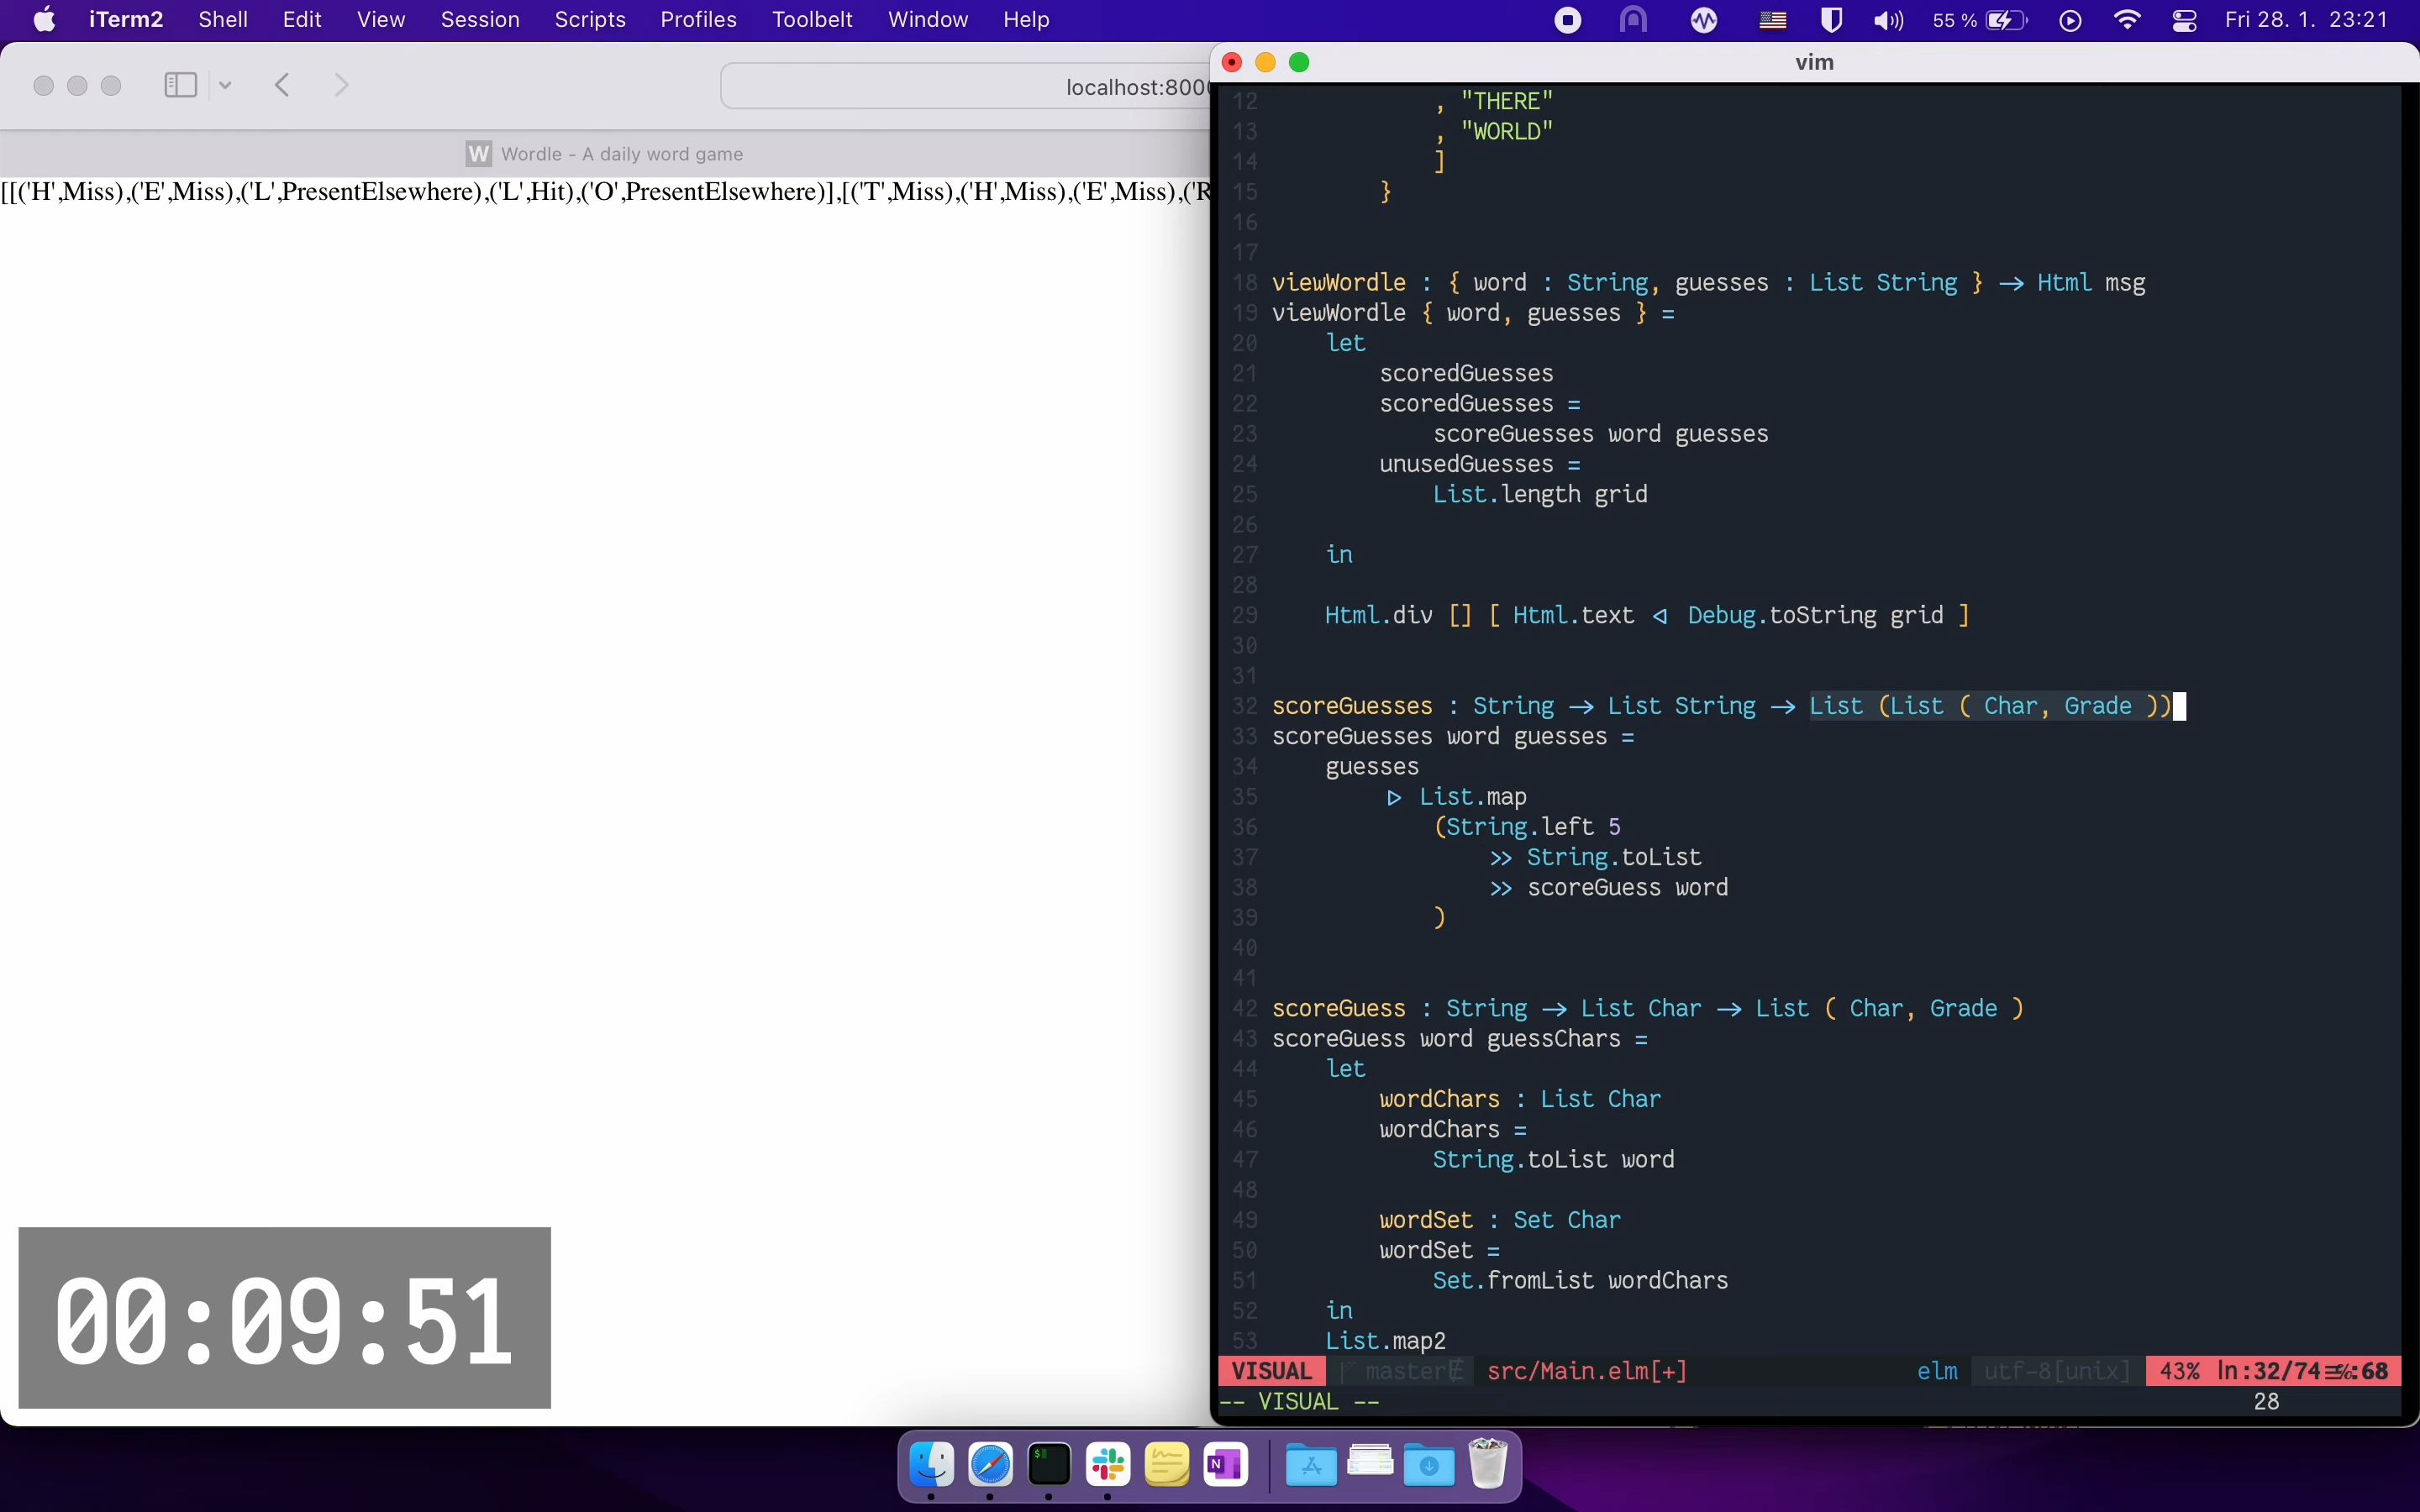 iTerm2 Shell Edit View Session Scripts Profiles Toolbelt Window Help 55 % Fri 28. 1. 23:21
localhost:800
W Wordle - A daily word game
[[('H',Miss),('E',Miss),('L',PresentElsewhere),('L',Hit),('O',PresentElsewhere)],[('T',Miss),('H',Miss),('E',Miss),('R
00:09:51
vim
12 , "THERE"
13 , "WORLD"
14 ]
15 }
16
17
18 viewWordle : { word : String, guesses : List String } → Html msg
19 viewWordle { word, guesses } =
20 let
21 scoredGuesses
22 scoredGuesses =
23 scoreGuesses word guesses
24 unusedGuesses =
25 List.length grid
26
27 in
28
29 Html.div [] [ Html.text ◁ Debug.toString grid ]
30
31
32 scoreGuesses : String → List String → List (List ( Char, Grade ))
33 scoreGuesses word guesses =
34 guesses
35 ▷ List.map
36 (String.left 5
37 >> String.toList
38 >> scoreGuess word
39 )
40
41
42 scoreGuess : String → List Char → List ( Char, Grade )
43 scoreGuess word guessChars =
44 let
45 wordChars : List Char
46 wordChars =
47 String.toList word
48
49 wordSet : Set Char
50 wordSet =
51 Set.fromList wordChars
52 in
53 List.map2
VISUAL master src/Main.elm[+] elm utf-8[unix] 43% ln:32/74 :68
-- VISUAL -- 28